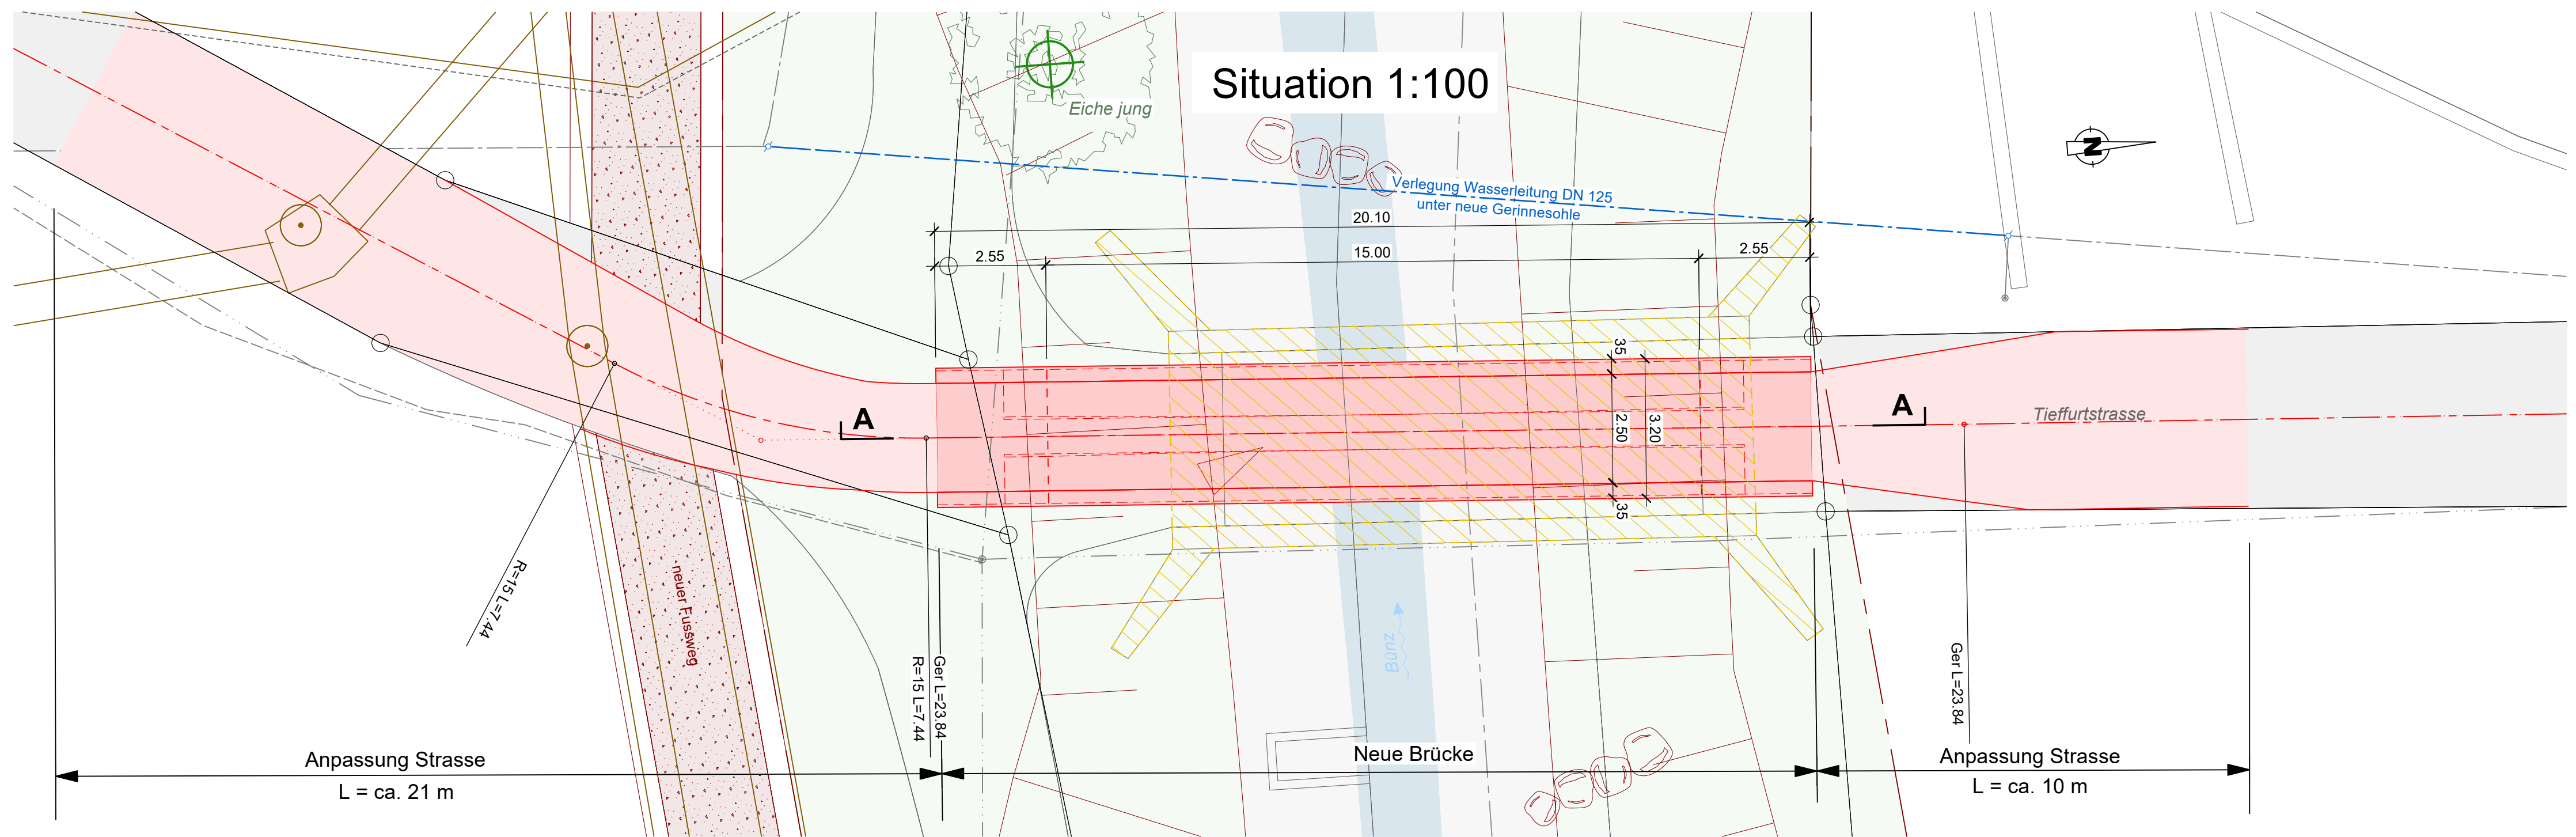 Situation 1:100
Eiche jung
N
Verlegung Wasserleitung DN 125
unter neue Gerinnesohle
20.10
2.55
15.00
2.55
35
2.50
3.20
35
A
A
Tieffurtstrasse
R=15 L=7.44
neuer Fussweg
R=15 L=7.44
Ger L=23.84
Bünz
Ger L=23.84
Anpassung Strasse
L = ca. 21 m
Neue Brücke
Anpassung Strasse
L = ca. 10 m